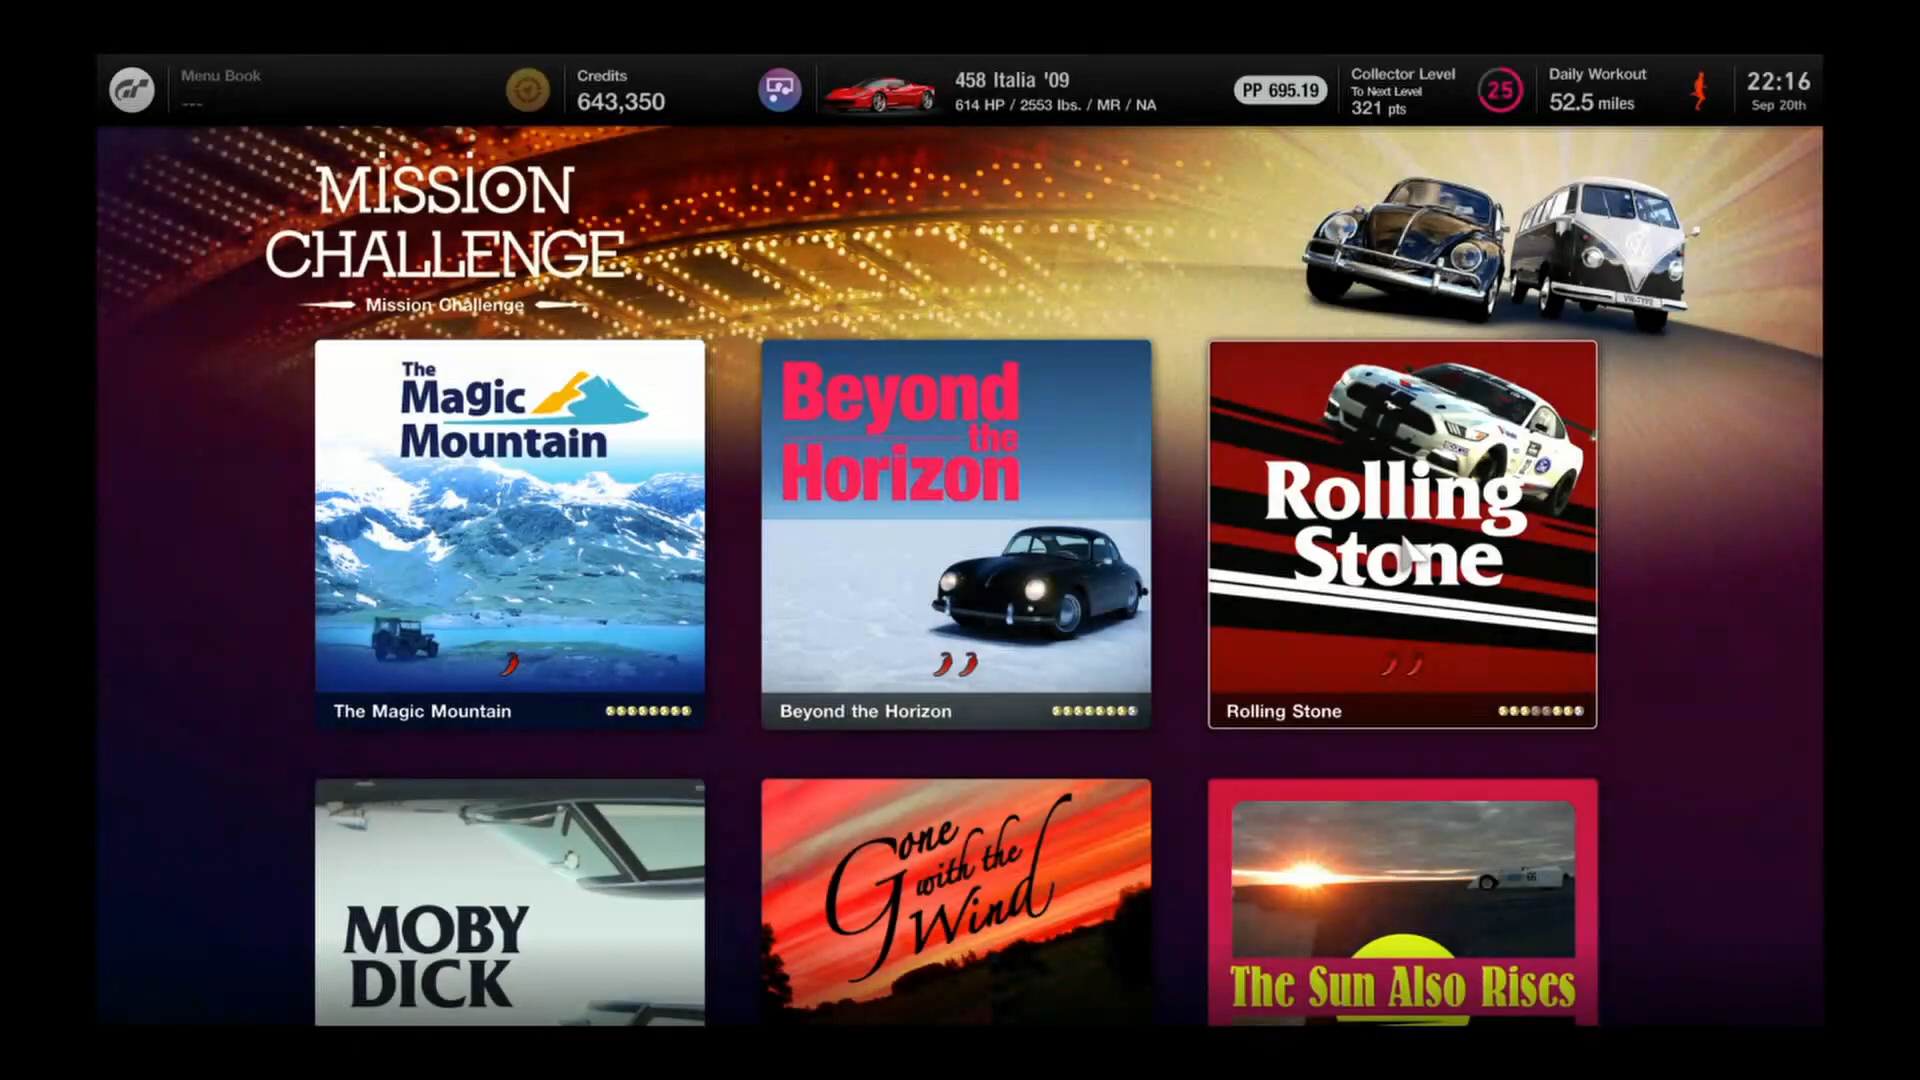 Menu Book
---
Credits
643,350
458 Italia '09
614 HP / 2553 lbs. / MR / NA
PP 695.19
Collector Level
To Next Level
321 pts
25
Daily Workout
52.5 miles
22:16
Sep 20th
MISSION
CHALLENGE
Mission Challenge
The
Magic
Mountain
The Magic Mountain
Beyond
the
Horizon
Beyond the Horizon
Rolling
Stone
Rolling Stone
MOBY
DICK
Gone
with the
Wind
66
The Sun Also Rises